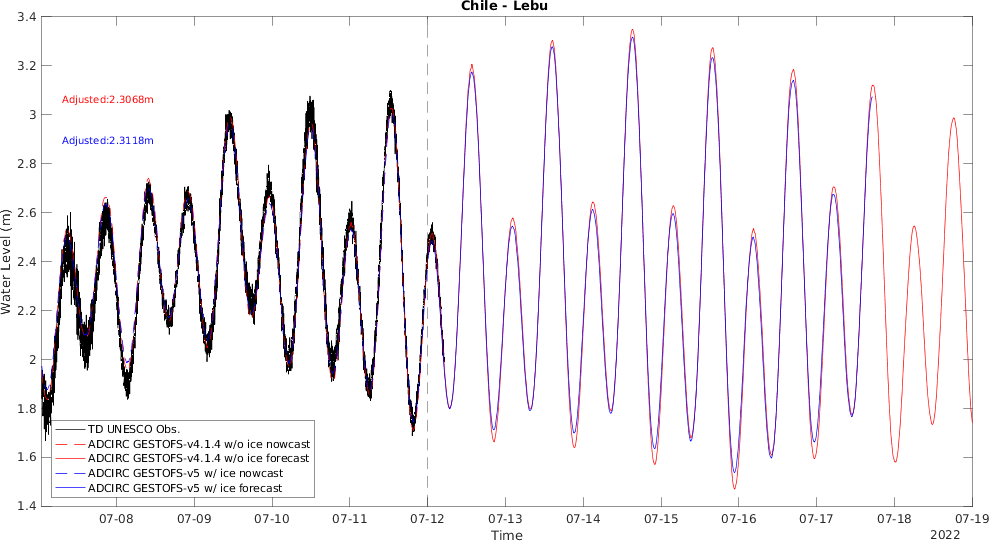 Chile - Lebu
3.4
3.2
3
2.8
2.6
2.4
2.2
2
1.8
1.6
1.4
Water Level (m)
Adjusted:2.3068m
Adjusted:2.3118m
TD UNESCO Obs.
ADCIRC GESTOFS-v4.1.4 w/o ice nowcast
ADCIRC GESTOFS-v4.1.4 w/o ice forecast
ADCIRC GESTOFS-v5 w/ ice nowcast
ADCIRC GESTOFS-v5 w/ ice forecast
07-08 07-09 07-10 07-11 07-12 07-13 07-14 07-15 07-16 07-17 07-18 07-19
Time
2022